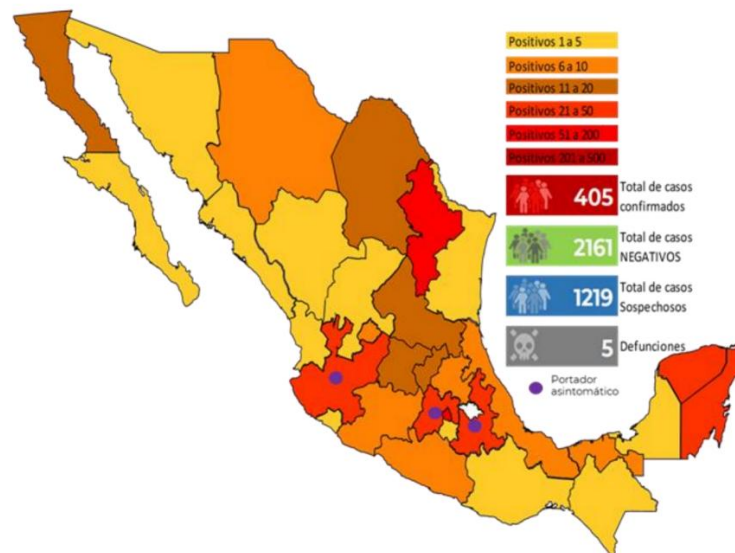 Positivos 1 a 5
Positivos 6 a 10
Positivos 11 a 20
Positivos 21 a 50
Positivos 51 a 200
Positivos 201 a 500
405 Total de casos
confirmados
2161 Total de casos
NEGATIVOS
1219 Total de casos
Sospechosos
5 Defunciones
Portador
asintomático